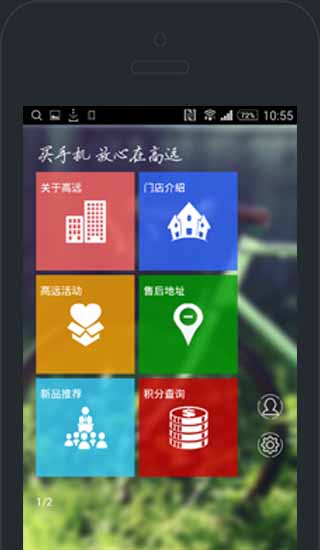 72% 10:55
买手机 放心在高远
关于高远
门店介绍
高远活动
售后地址
新品推荐
积分查询
1/2